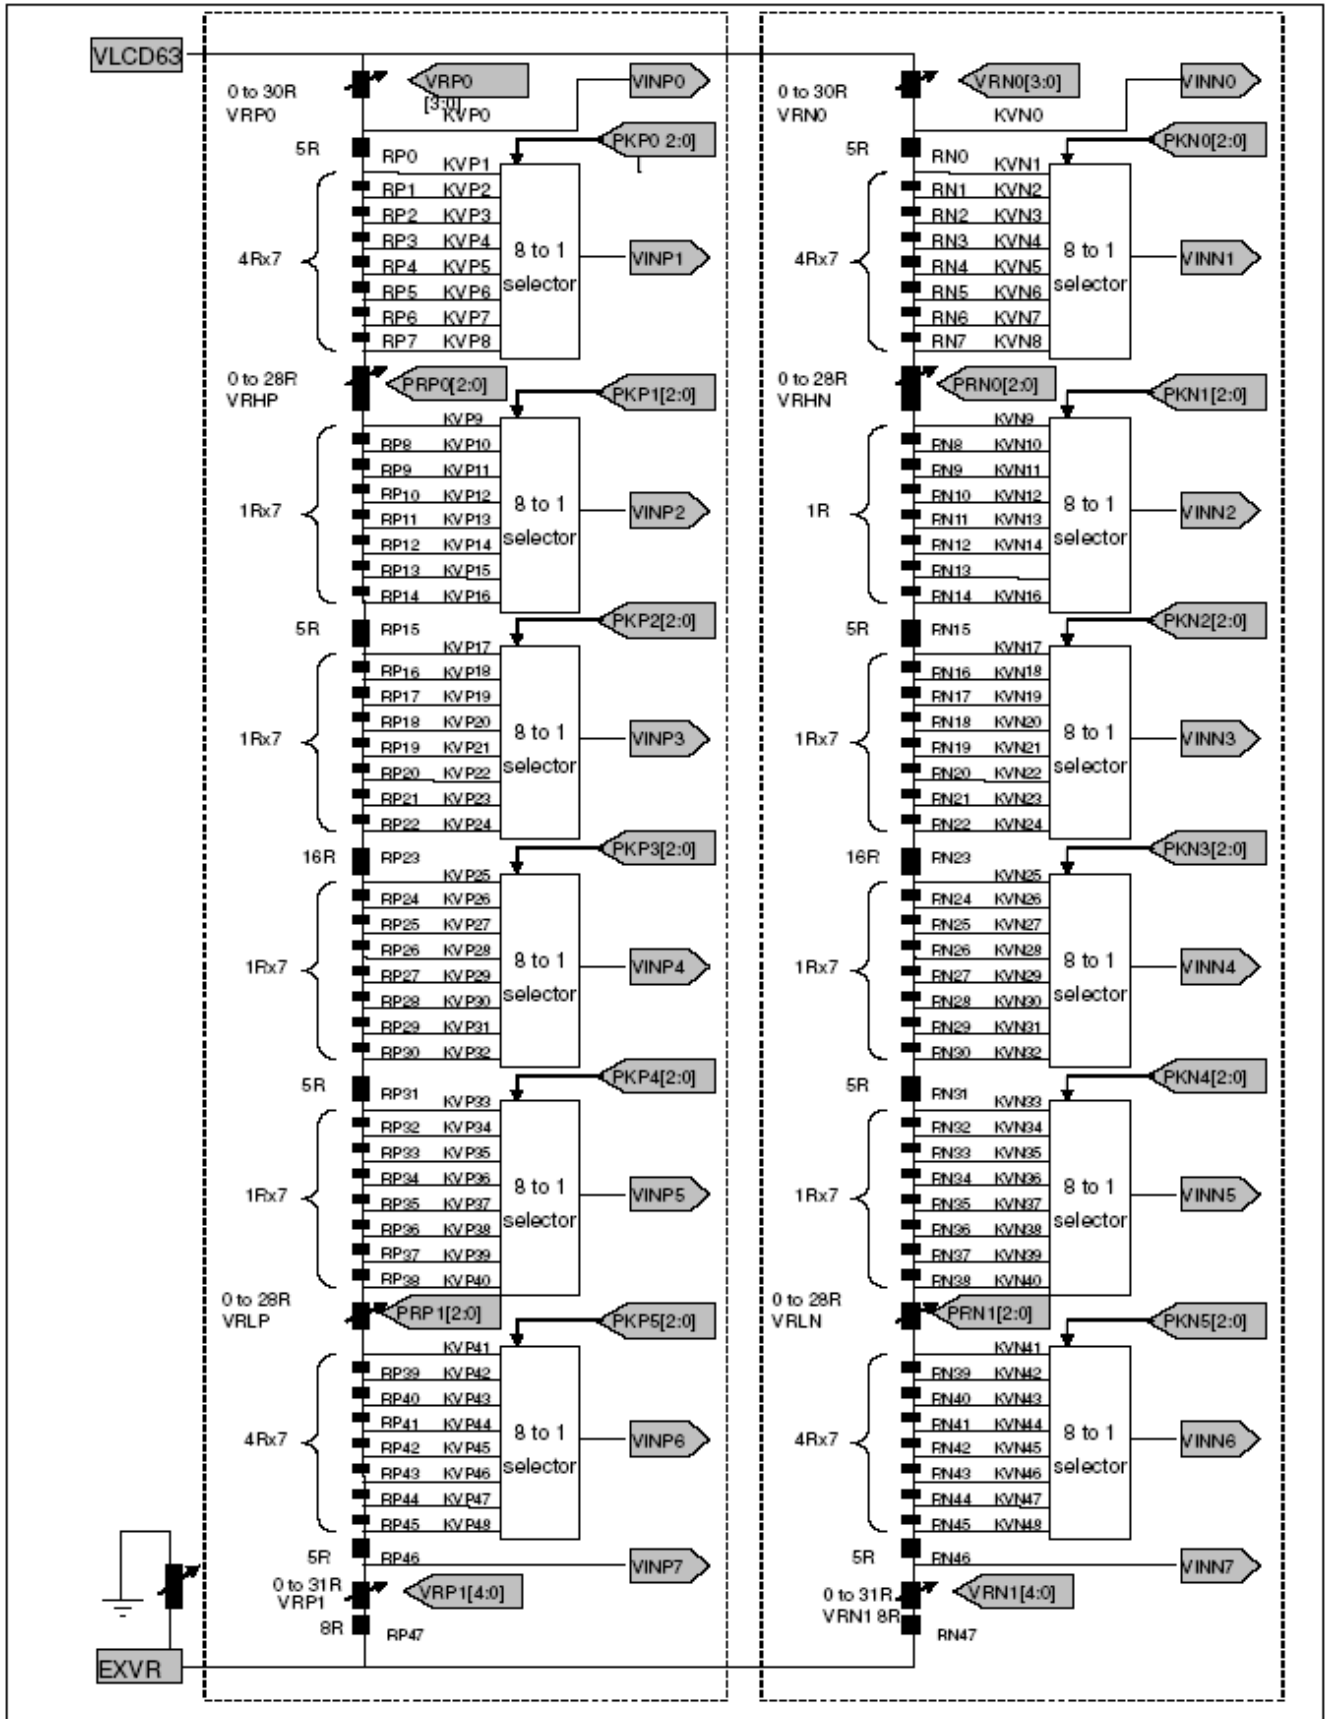 VLCD63
0 to 30R
VRP0
VRP0
[3:0]
KVP0
VINP0
5R
RP0 KVP1
PKP0 2:0]
[
RP1 KVP2
RP2 KVP3
RP3 KVP4
RP4 KVP5
RP5 KVP6
RP6 KVP7
RP7 KVP8
4Rx7
8 to 1
selector
VINP1
0 to 28R
VRHP
PRP0[2:0]
PKP1[2:0]
KVP9
RP8 KVP10
RP9 KVP11
RP10 KVP12
RP11 KVP13
RP12 KVP14
RP13 KVP15
RP14 KVP16
1Rx7
8 to 1
selector
VINP2
5R
RP15
PKP2[2:0]
KVP17
RP16 KVP18
RP17 KVP19
RP18 KVP20
RP19 KVP21
RP20 KVP22
RP21 KVP23
RP22 KVP24
1Rx7
8 to 1
selector
VINP3
16R
RP23
PKP3[2:0]
KVP25
RP24 KVP26
RP25 KVP27
RP26 KVP28
RP27 KVP29
RP28 KVP30
RP29 KVP31
RP30 KVP32
1Rx7
8 to 1
selector
VINP4
5R
RP31
PKP4[2:0]
KVP33
RP32 KVP34
RP33 KVP35
RP34 KVP36
RP35 KVP37
RP36 KVP38
RP37 KVP39
RP38 KVP40
1Rx7
8 to 1
selector
VINP5
0 to 28R
VRLP
PRP1[2:0]
PKP5[2:0]
KVP41
RP39 KVP42
RP40 KVP43
RP41 KVP44
RP42 KVP45
RP43 KVP46
RP44 KVP47
RP45 KVP48
4Rx7
8 to 1
selector
VINP6
5R
RP46
VINP7
0 to 31R
VRP1
VRP1[4:0]
8R
RP47
EXVR
0 to 30R
VRN0
VRN0[3:0]
KVN0
VINN0
5R
RN0 KVN1
PKN0[2:0]
RN1 KVN2
RN2 KVN3
RN3 KVN4
RN4 KVN5
RN5 KVN6
RN6 KVN7
RN7 KVN8
4Rx7
8 to 1
selector
VINN1
0 to 28R
VRHN
PRN0[2:0]
PKN1[2:0]
KVN9
RN8 KVN10
RN9 KVN11
RN10 KVN12
RN11 KVN13
RN12 KVN14
RN13
RN14 KVN16
1R
8 to 1
selector
VINN2
5R
RN15
PKN2[2:0]
KVN17
RN16 KVN18
RN17 KVN19
RN18 KVN20
RN19 KVN21
RN20 KVN22
RN21 KVN23
RN22 KVN24
1Rx7
8 to 1
selector
VINN3
16R
RN23
PKN3[2:0]
KVN25
RN24 KVN26
RN25 KVN27
RN26 KVN28
RN27 KVN29
RN28 KVN30
RN29 KVN31
RN30 KVN32
1Rx7
8 to 1
selector
VINN4
5R
RN31
PKN4[2:0]
KVN33
RN32 KVN34
RN33 KVN35
RN34 KVN36
RN35 KVN37
RN36 KVN38
RN37 KVN39
RN38 KVN40
1Rx7
8 to 1
selector
VINN5
0 to 28R
VRLN
PRN1[2:0]
PKN5[2:0]
KVN41
RN39 KVN42
RN40 KVN43
RN41 KVN44
RN42 KVN45
RN43 KVN46
RN44 KVN47
RN45 KVN48
4Rx7
8 to 1
selector
VINN6
5R
RN46
VINN7
0 to 31R
VRN1 8R
VRN1[4:0]
RN47